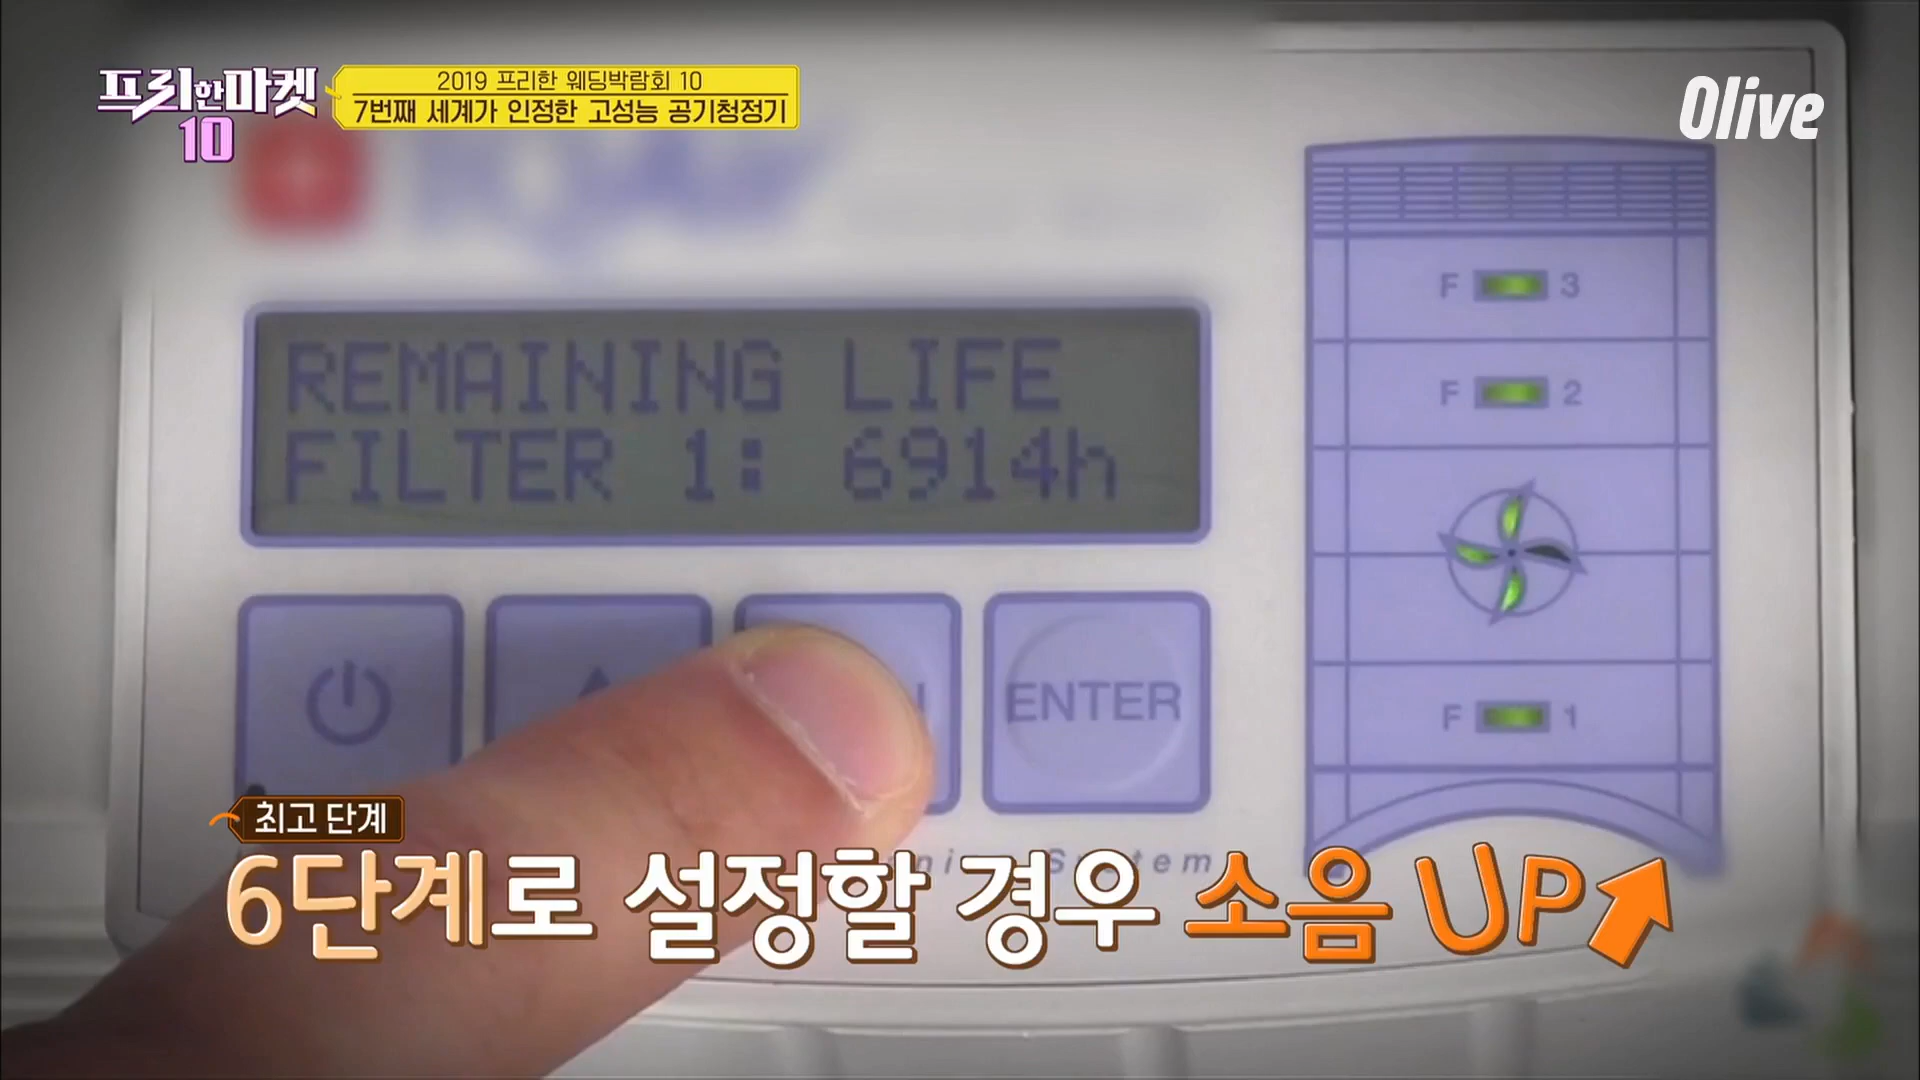 프리한마켓
10
2019 프리한 웨딩박람회 10
7번째 세계가 인정한 고성능 공기청정기
Olive
REMAINING LIFE
FILTER 1: 6914h
F 3
F 2
F 1
ENTER
System
최고 단계
6단계로 설정할 경우 소음 UP